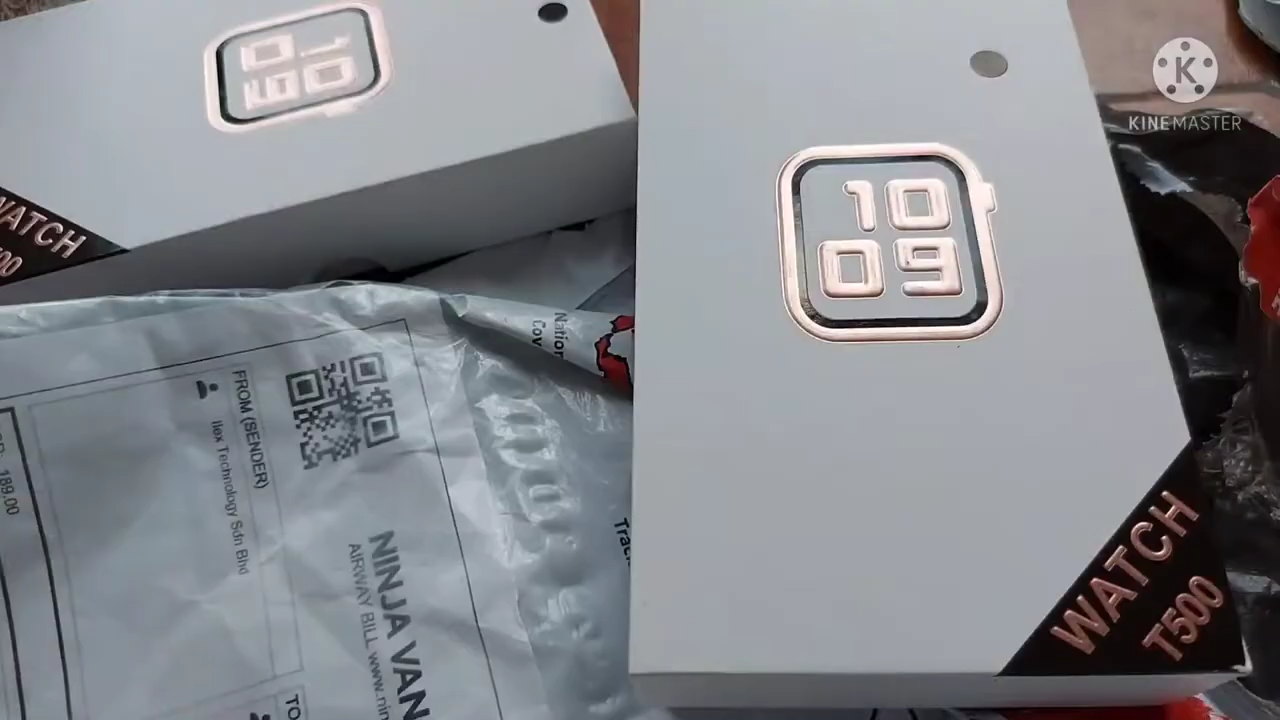 10
09
WATCH
KINEMASTER
10
09
WATCH
T500
FROM (SENDER)
Ilex Technology Sdn Bhd
189.00
NINJA VAN
AIRWAY BILL
TO